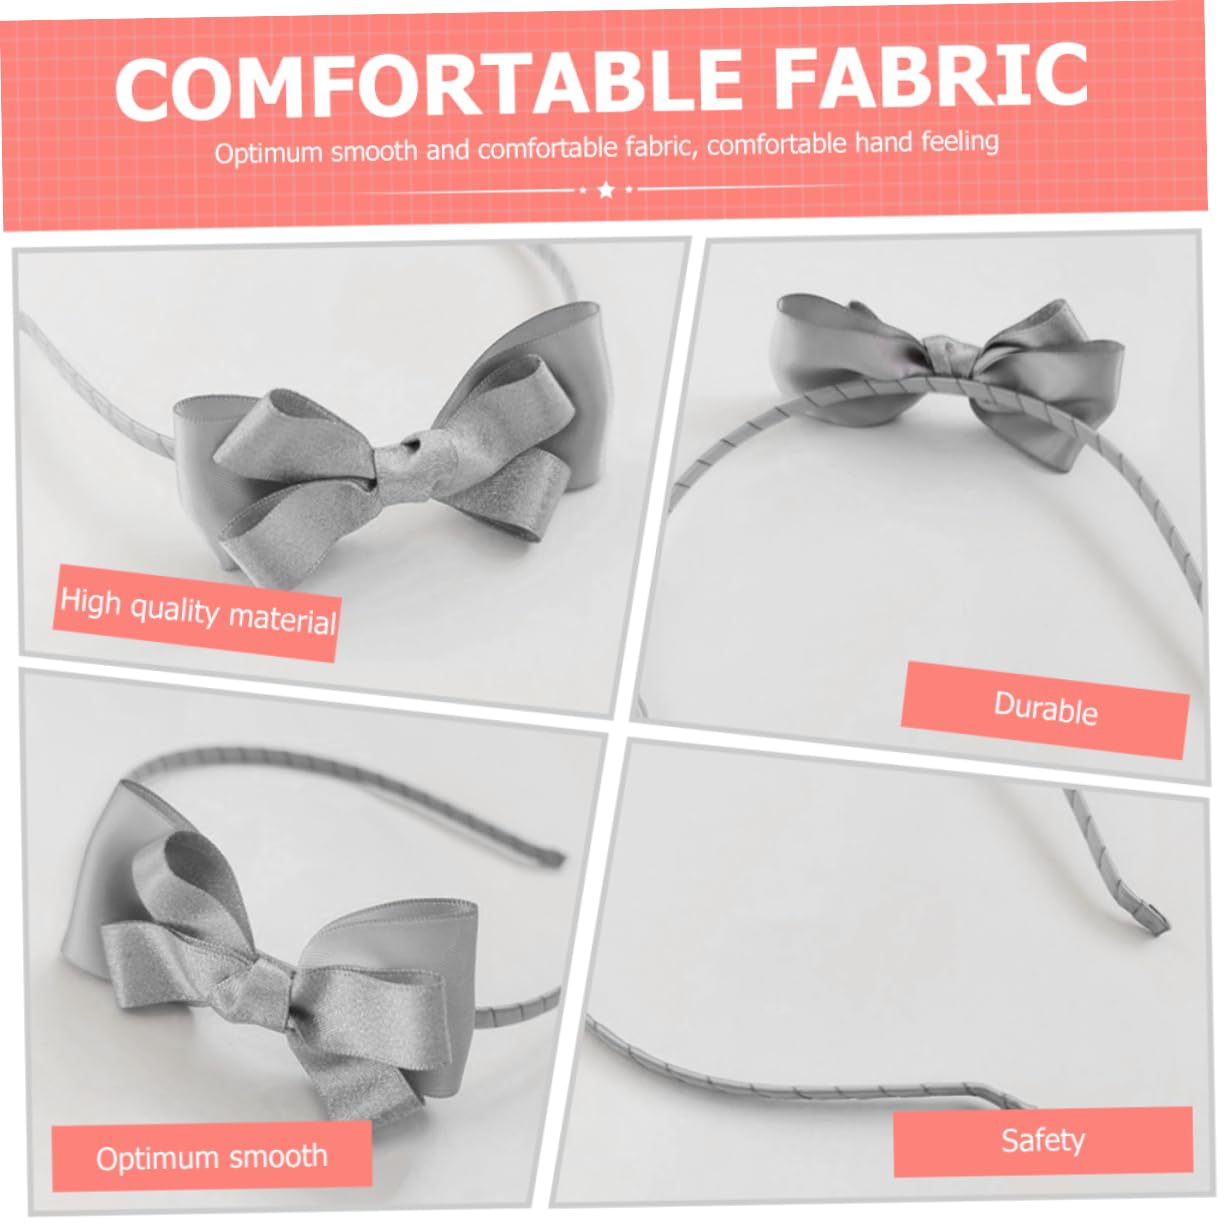 COMFORTABLE FABRIC
Optimum smooth and comfortable fabric, comfortable hand feeling
High quality material
Durable
Optimum smooth
Safety